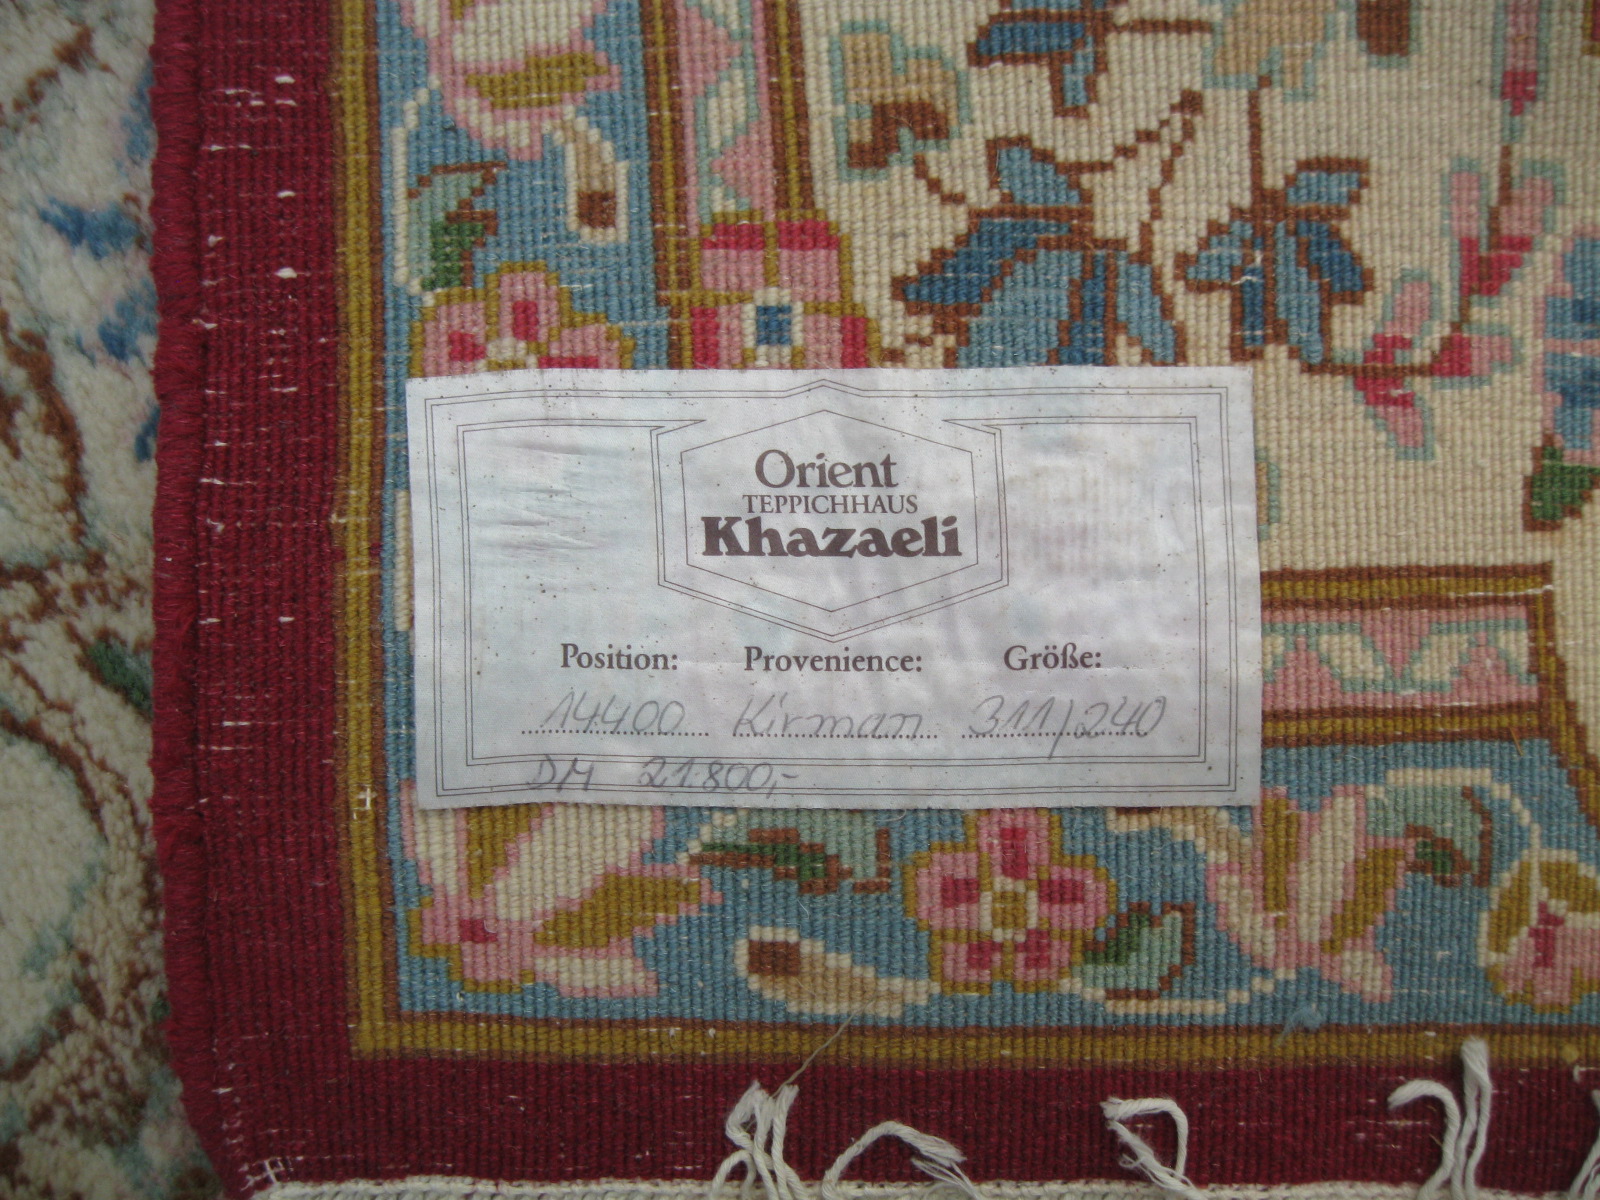 Orient
TEPPICHHAUS
Khazaeli
Position: Provenience: Größe:
14400 Kirman 311/240
DM 21.800,-